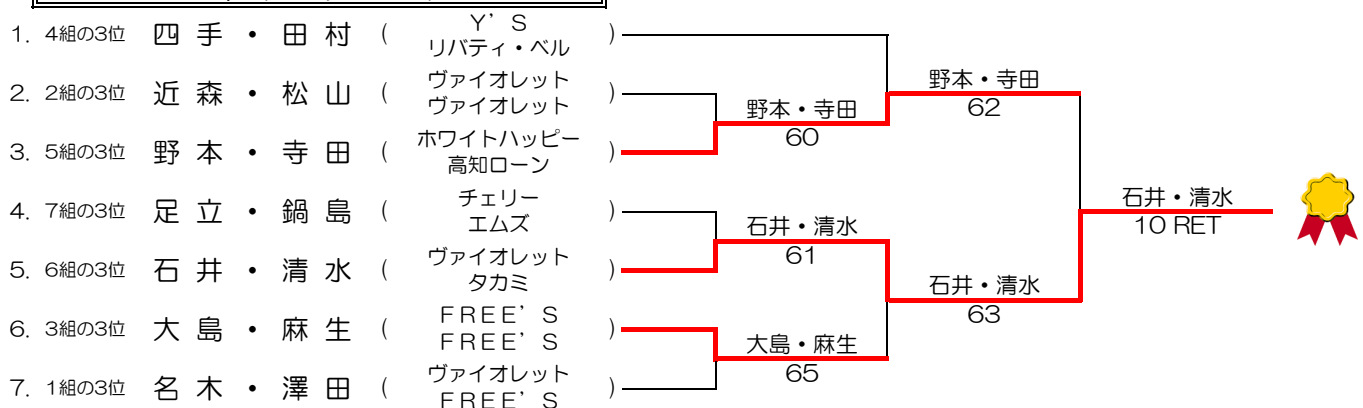 1. 4組の3位 四 手 ・ 田 村 ( Y'S リバティ・ベル )
2. 2組の3位 近 森 ・ 松 山 ( ヴァイオレット ヴァイオレット )
3. 5組の3位 野 本 ・ 寺 田 ( ホワイトハッピー 高知ローン )
4. 7組の3位 足 立 ・ 鍋 島 ( チェリー エムズ )
5. 6組の3位 石 井 ・ 清 水 ( ヴァイオレット タカミ )
6. 3組の3位 大 島 ・ 麻 生 ( FREE'S FREE'S )
7. 1組の3位 名 木 ・ 澤 田 ( ヴァイオレット FREE'S )
野本・寺田
60
石井・清水
61
大島・麻生
65
野本・寺田
62
石井・清水
63
石井・清水
10 RET